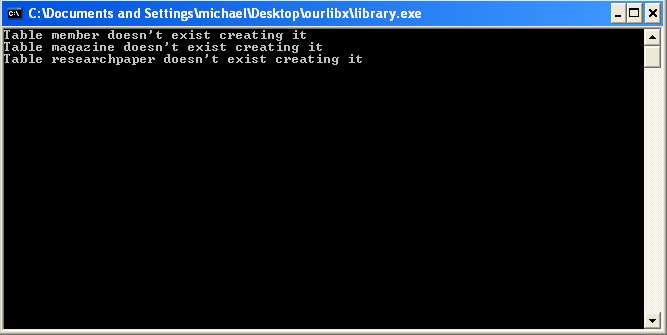 C:\Documents and Settings\michael\Desktop\ourlibx\library.exe
Table member doesn't exist creating it
Table magazine doesn't exist creating it
Table researchpaper doesn't exist creating it